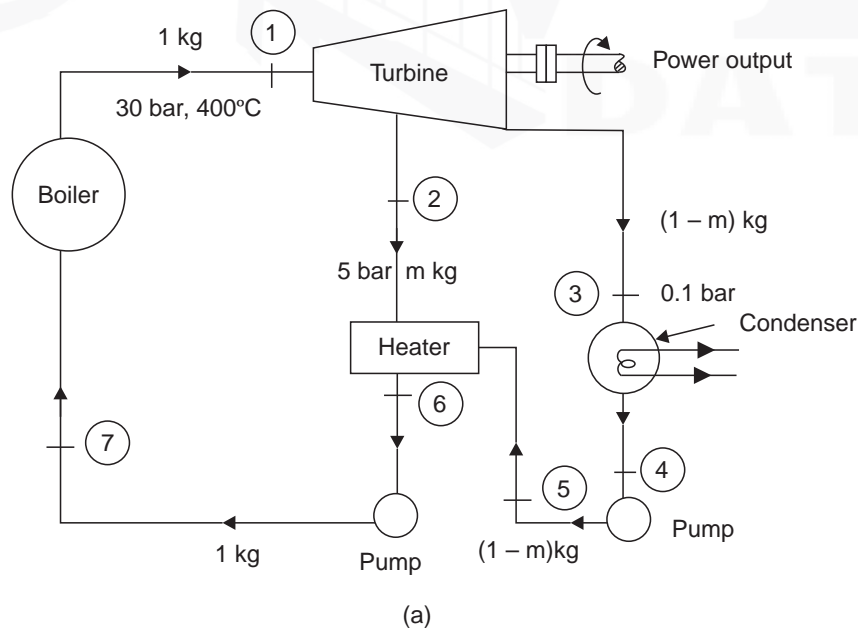 1 kg
1
Turbine
Power output
30 bar, 400ºC
Boiler
2
(1 – m) kg
5 bar m kg
3
0.1 bar
Condenser
Heater
6
7
4
5
Pump
1 kg
Pump
(1 – m)kg
(a)
DAT